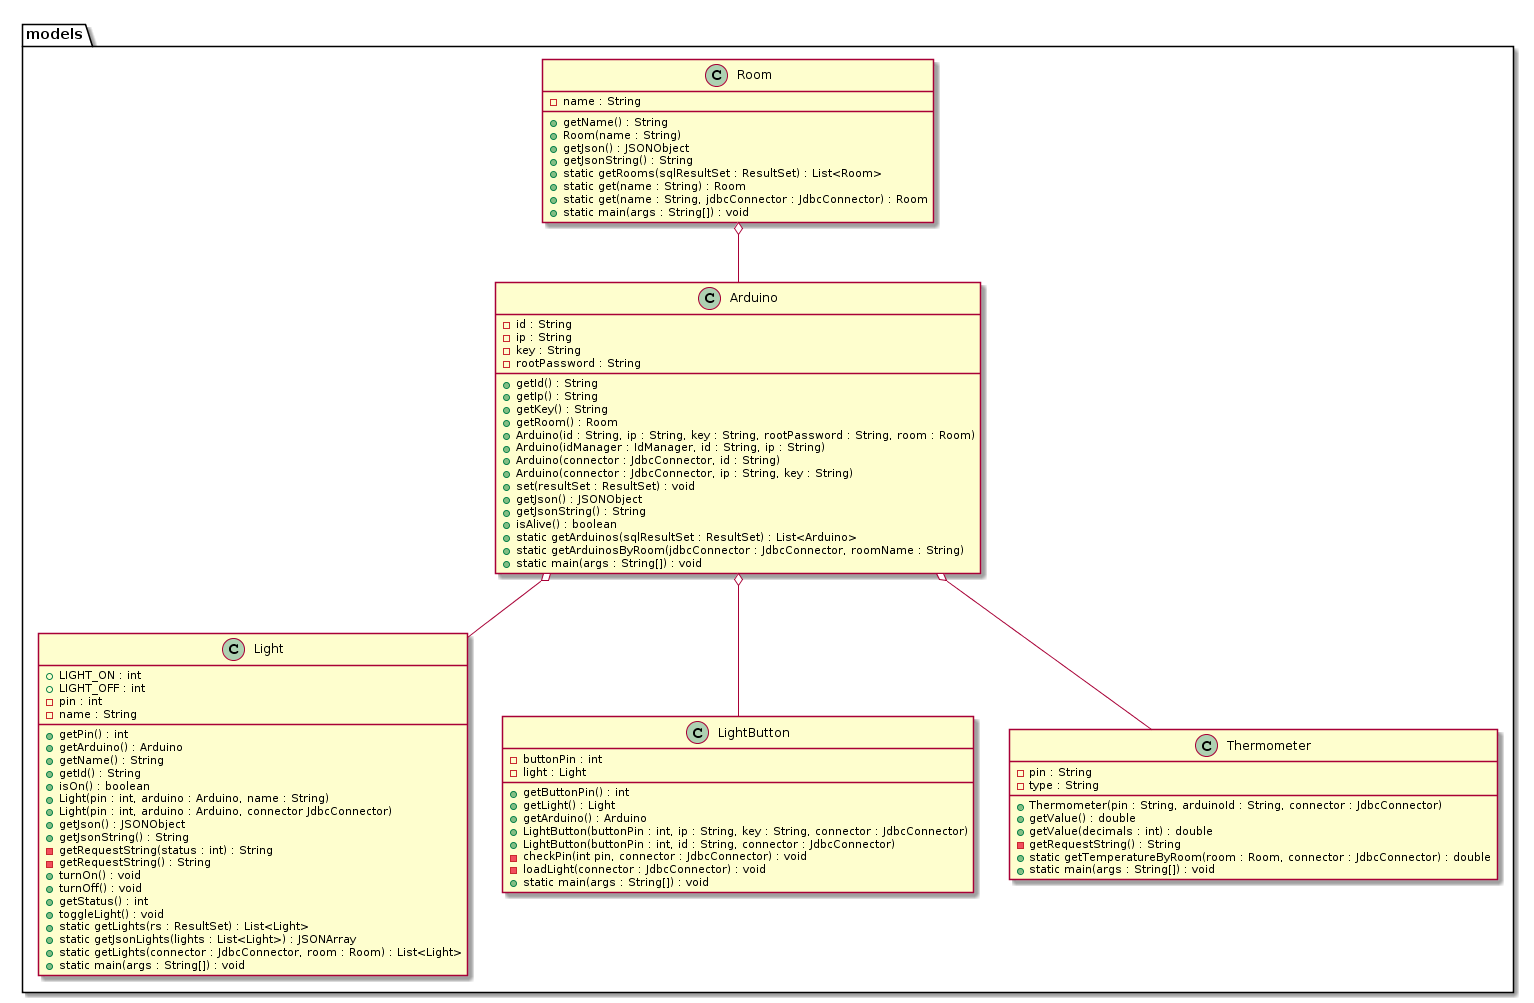 models
C Room
name : String
getName() : String
Room(name : String)
getJson() : JSONObject
getJsonString() : String
static getRooms(sqlResultSet : ResultSet) : List<Room>
static get(name : String) : Room
static get(name : String, jdbcConnector : JdbcConnector) : Room
static main(args : String[]) : void
C Arduino
id : String
ip : String
key : String
rootPassword : String
getId() : String
getIp() : String
getKey() : String
getRoom() : Room
Arduino(id : String, ip : String, key : String, rootPassword : String, room : Room)
Arduino(idManager : IdManager, id : String, ip : String)
Arduino(connector : JdbcConnector, id : String)
Arduino(connector : JdbcConnector, ip : String, key : String)
set(resultSet : ResultSet) : void
getJson() : JSONObject
getJsonString() : String
isAlive() : boolean
static getArduinos(sqlResultSet : ResultSet) : List<Arduino>
static getArduinosByRoom(jdbcConnector : JdbcConnector, roomName : String)
static main(args : String[]) : void
C Light
LIGHT_ON : int
LIGHT_OFF : int
pin : int
name : String
getPin() : int
getArduino() : Arduino
getName() : String
getId() : String
isOn() : boolean
Light(pin : int, arduino : Arduino, name : String)
Light(pin : int, arduino : Arduino, connector JdbcConnector)
getJson() : JSONObject
getJsonString() : String
getRequestString(status : int) : String
getRequestString() : String
turnOn() : void
turnOff() : void
getStatus() : int
toggleLight() : void
static getLights(rs : ResultSet) : List<Light>
static getJsonLights(lights : List<Light>) : JSONArray
static getLights(connector : JdbcConnector, room : Room) : List<Light>
static main(args : String[]) : void
C LightButton
buttonPin : int
light : Light
getButtonPin() : int
getLight() : Light
getArduino() : Arduino
LightButton(buttonPin : int, ip : String, key : String, connector : JdbcConnector)
LightButton(buttonPin : int, id : String, connector : JdbcConnector)
checkPin(int pin, connector : JdbcConnector) : void
loadLight(connector : JdbcConnector) : void
static main(args : String[]) : void
C Thermometer
pin : String
type : String
Thermometer(pin : String, arduinoId : String, connector : JdbcConnector)
getValue() : double
getValue(decimals : int) : double
getRequestString() : String
static getTemperatureByRoom(room : Room, connector : JdbcConnector) : double
static main(args : String[]) : void